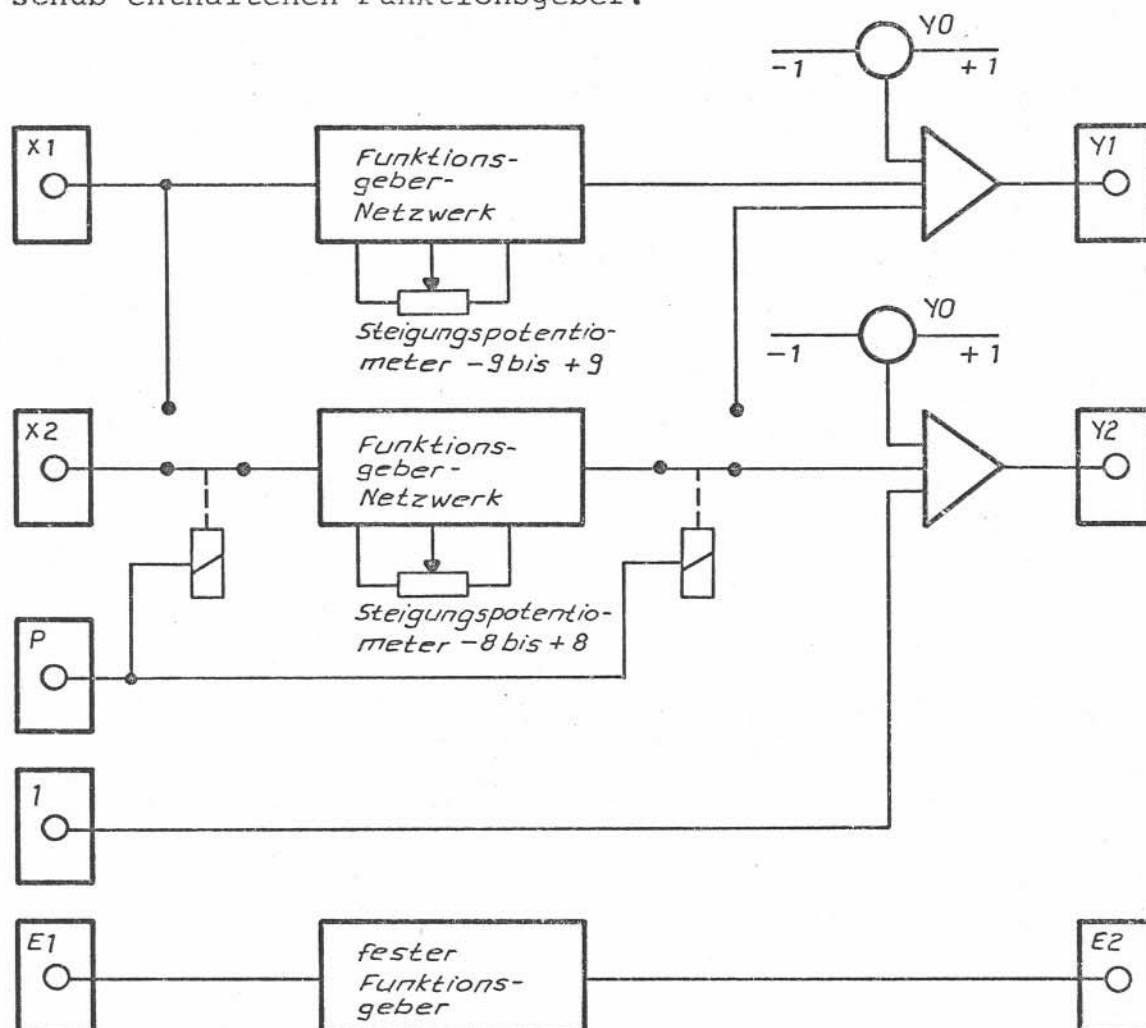 schub enthaltenen Funktionsgeber.
Y0
-1
+1
X1
Funktions-
geber-
Netzwerk
Y1
Steigungspotentio-
meter -9 bis +9
Y0
-1
+1
X2
Funktions-
geber-
Netzwerk
Y2
Steigungspotentio-
meter -8 bis +8
P
1
E1
fester
Funktions-
geber
E2